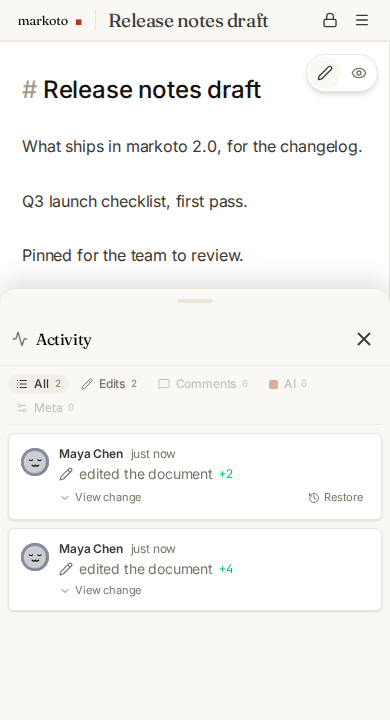 markoto
Release notes draft
# Release notes draft
What ships in markoto 2.0, for the changelog.
Q3 launch checklist, first pass.
Pinned for the team to review.
Activity
All 2 Edits 2 Comments 0 AI 0
Meta 0
Maya Chen just now
edited the document +2
View change Restore
Maya Chen just now
edited the document +4
View change